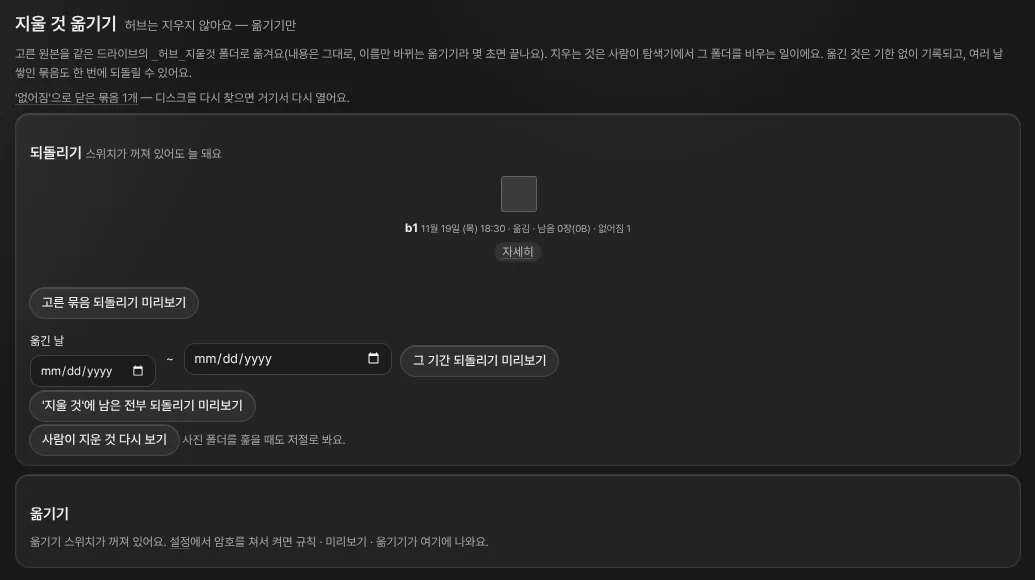 지울 것 옮기기 허브는 지우지 않아요 — 옮기기만
고른 원본을 같은 드라이브의 _허브_지울것 폴더로 옮겨요(내용은 그대로, 이름만 바뀌는 옮기기라 몇 초면 끝나요). 지우는 것은 사람이 탐색기에서 그 폴더를 비우는 일이에요. 옮긴 것은 기한 없이 기록되고, 여러 날
쌓인 묶음도 한 번에 되돌릴 수 있어요.
'없어짐'으로 닫은 묶음 1개 — 디스크를 다시 찾으면 거기서 다시 열어요.
되돌리기 스위치가 꺼져 있어도 늘 돼요
b1 11월 19일 (목) 18:30 · 옮김 · 남음 0장(0B) · 없어짐 1
자세히
고른 묶음 되돌리기 미리보기
옮긴 날
mm/dd/yyyy ~ mm/dd/yyyy 그 기간 되돌리기 미리보기
'지울 것'에 남은 전부 되돌리기 미리보기
사람이 지운 것 다시 보기 사진 폴더를 훑을 때도 저절로 봐요.
옮기기
옮기기 스위치가 꺼져 있어요. 설정에서 암호를 쳐서 켜면 규칙 · 미리보기 · 옮기기가 여기에 나와요.